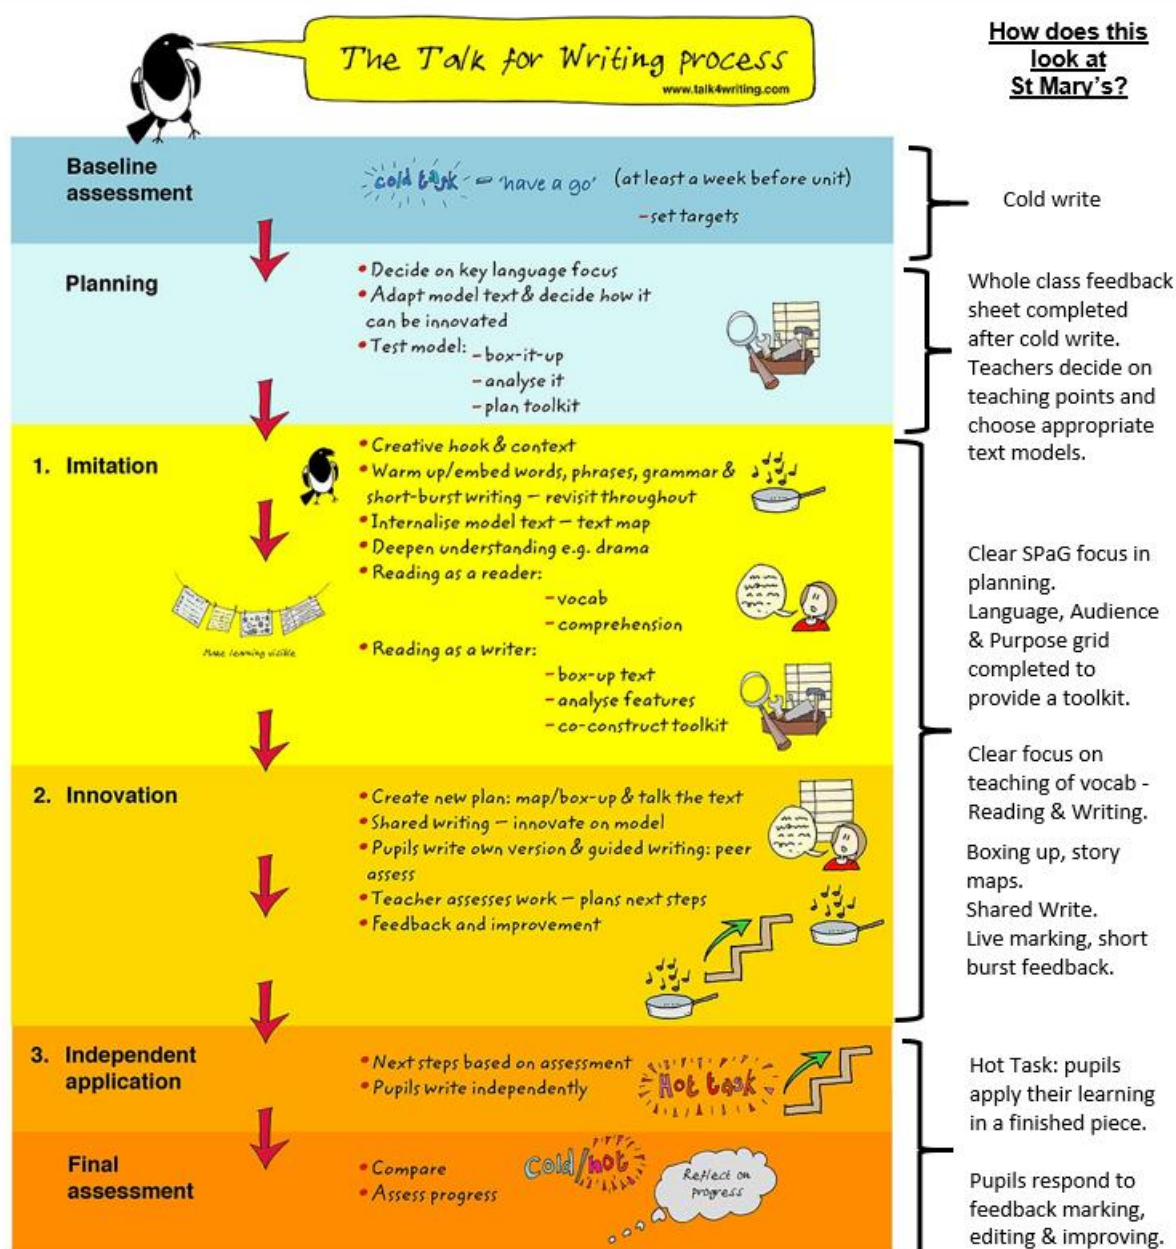 The Talk for Writing process
www.talk4writing.com
How does this
look at
St Mary's?
Baseline
assessment
cold task – 'have a go' (at least a week before unit)
– set targets
Cold write
Planning
• Decide on key language focus
• Adapt model text & decide how it
can be innovated
• Test model: – box-it-up
– analyse it
– plan toolkit
Whole class feedback
sheet completed
after cold write.
Teachers decide on
teaching points and
choose appropriate
text models.
1. Imitation
• Creative hook & context
• Warm up/embed words, phrases, grammar &
short-burst writing – revisit throughout
• Internalise model text – text map
• Deepen understanding e.g. drama
• Reading as a reader:
– vocab
– comprehension
• Reading as a writer:
– box-up text
– analyse features
– co-construct toolkit
Make learning visible
Clear SPaG focus in
planning.
Language, Audience
& Purpose grid
completed to
provide a toolkit.
Clear focus on
teaching of vocab -
Reading & Writing.
Boxing up, story
maps.
Shared Write.
Live marking, short
burst feedback.
2. Innovation
• Create new plan: map/box-up & talk the text
• Shared writing – innovate on model
• Pupils write own version & guided writing: peer
assess
• Teacher assesses work – plans next steps
• Feedback and improvement
3. Independent
application
• Next steps based on assessment
• Pupils write independently
Hot task
Hot Task: pupils
apply their learning
in a finished piece.
Final
assessment
• Compare
• Assess progress
Cold/hot
Reflect on
progress
Pupils respond to
feedback marking,
editing & improving.